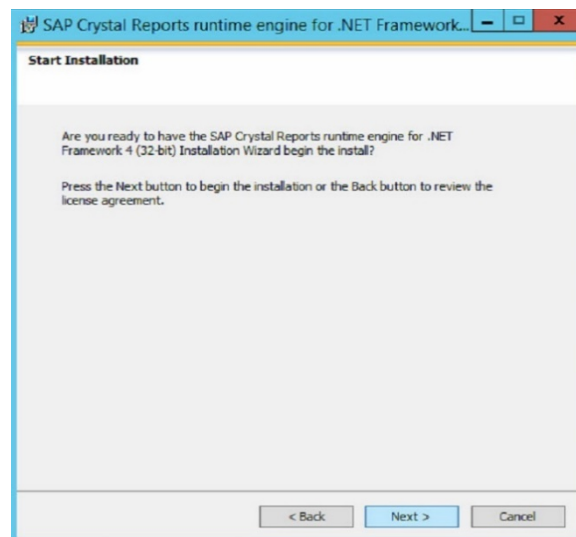 SAP Crystal Reports runtime engine for .NET Framework...
Start Installation
Are you ready to have the SAP Crystal Reports runtime engine for .NET
Framework 4 (32-bit) Installation Wizard begin the install?
Press the Next button to begin the installation or the Back button to review the
license agreement.
< Back
Next >
Cancel